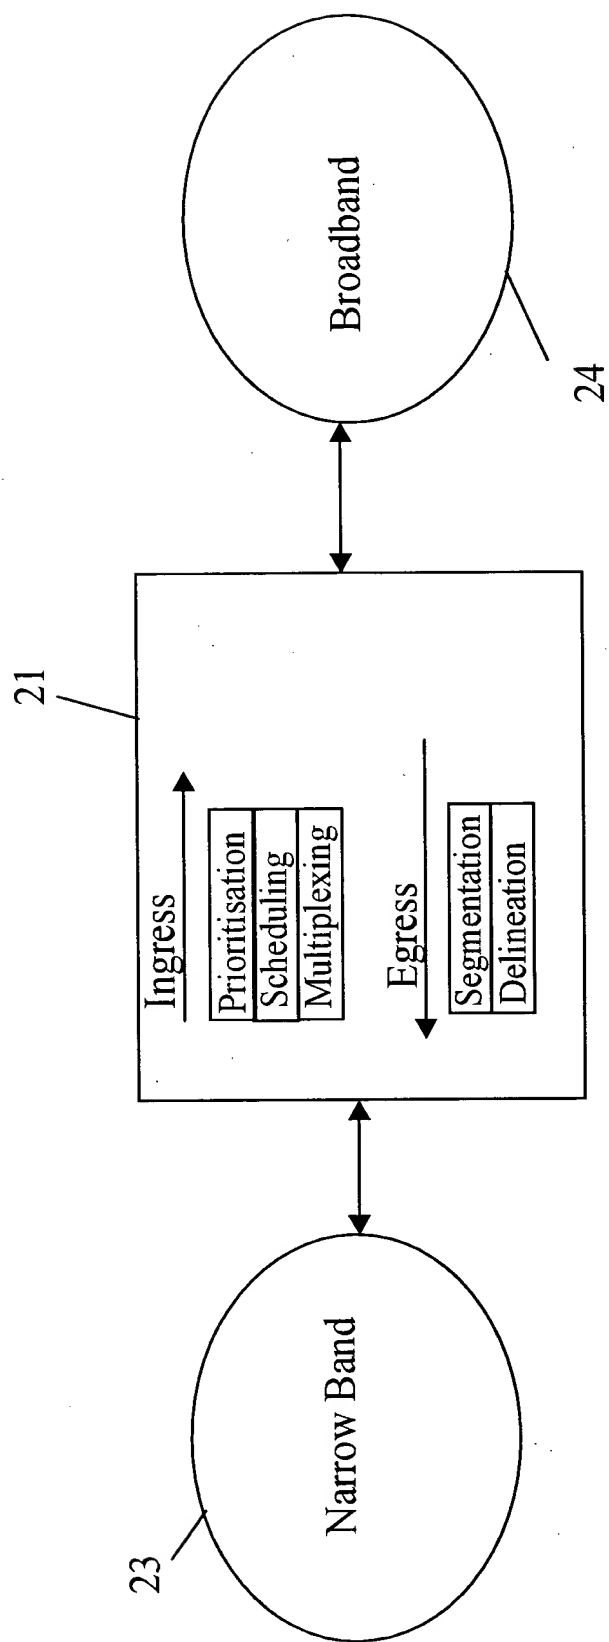 21
Ingress
Prioritisation
Scheduling
Multiplexing
Egress
Segmentation
Delineation
23
Narrow Band
Broadband
24